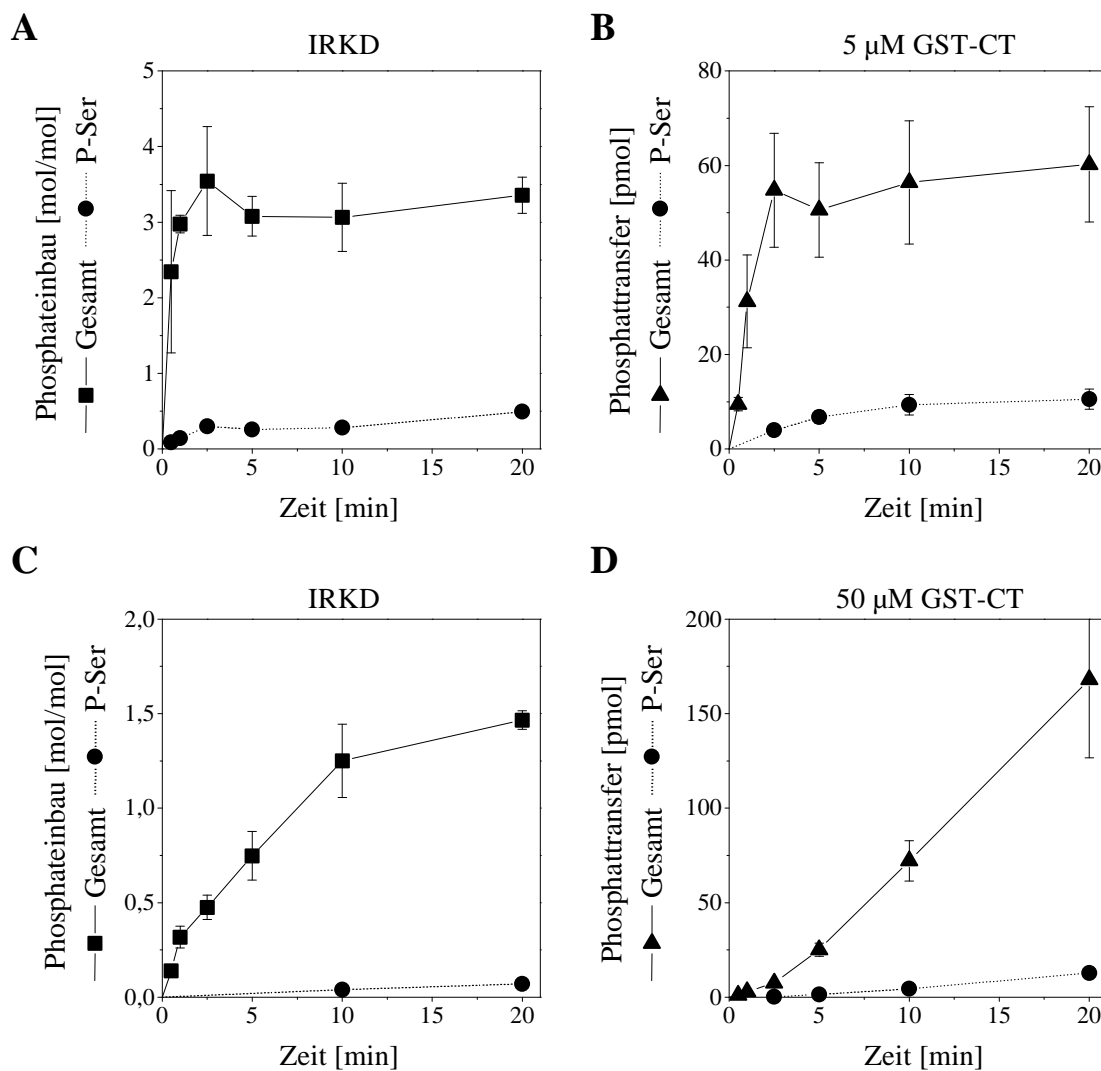 A
IRKD
Phosphateinbau [mol/mol]
Gesamt P-Ser
5
4
3
2
1
0
0 5 10 15 20
Zeit [min]
B
5 µM GST-CT
Phosphattransfer [pmol]
Gesamt P-Ser
80
60
40
20
0
0 5 10 15 20
Zeit [min]
C
IRKD
Phosphateinbau [mol/mol]
Gesamt P-Ser
2,0
1,5
1,0
0,5
0,0
0 5 10 15 20
Zeit [min]
D
50 µM GST-CT
Phosphattransfer [pmol]
Gesamt P-Ser
200
150
100
50
0
0 5 10 15 20
Zeit [min]